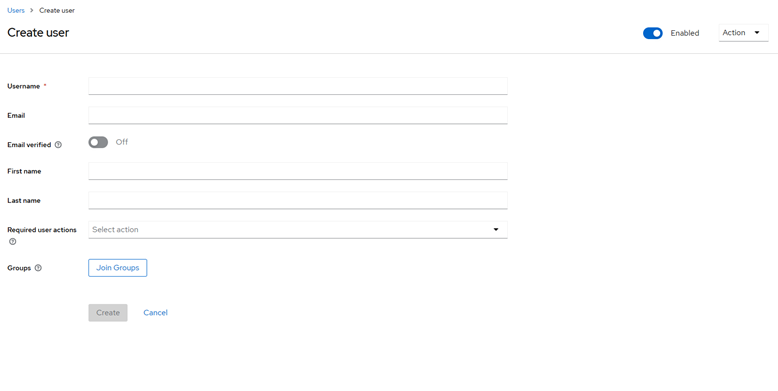 Users > Create user
Create user
Enabled
Action
Username *
Email
Email verified
Off
First name
Last name
Required user actions
Select action
Groups
Join Groups
Create
Cancel